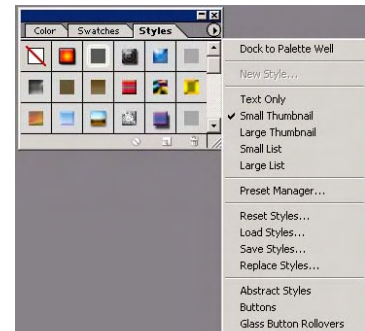 Color Swatches Styles
Dock to Palette Well
New Style...
Text Only
Small Thumbnail
Large Thumbnail
Small List
Large List
Preset Manager...
Reset Styles...
Load Styles...
Save Styles...
Replace Styles...
Abstract Styles
Buttons
Glass Button Rollovers